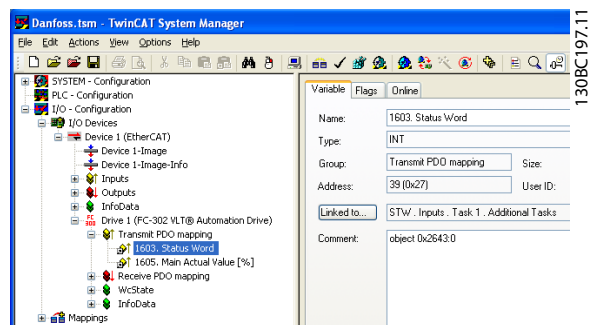 Danfoss.tsm - TwinCAT System Manager
File Edit Actions View Options Help
SYSTEM - Configuration
PLC - Configuration
I/O - Configuration
I/O Devices
Device 1 (EtherCAT)
Device 1-Image
Device 1-Image-Info
Inputs
Outputs
InfoData
FC 300 Drive 1 (FC-302 VLT® Automation Drive)
Transmit PDO mapping
1603. Status Word
1605. Main Actual Value [%]
Receive PDO mapping
WcState
InfoData
Mappings
Variable Flags Online
Name: 1603. Status Word
Type: INT
Group: Transmit PDO mapping Size:
Address: 39 (0x27) User ID:
Linked to... STW . Inputs . Task 1 . Additional Tasks
Comment: object 0x2643:0
130BC197.11